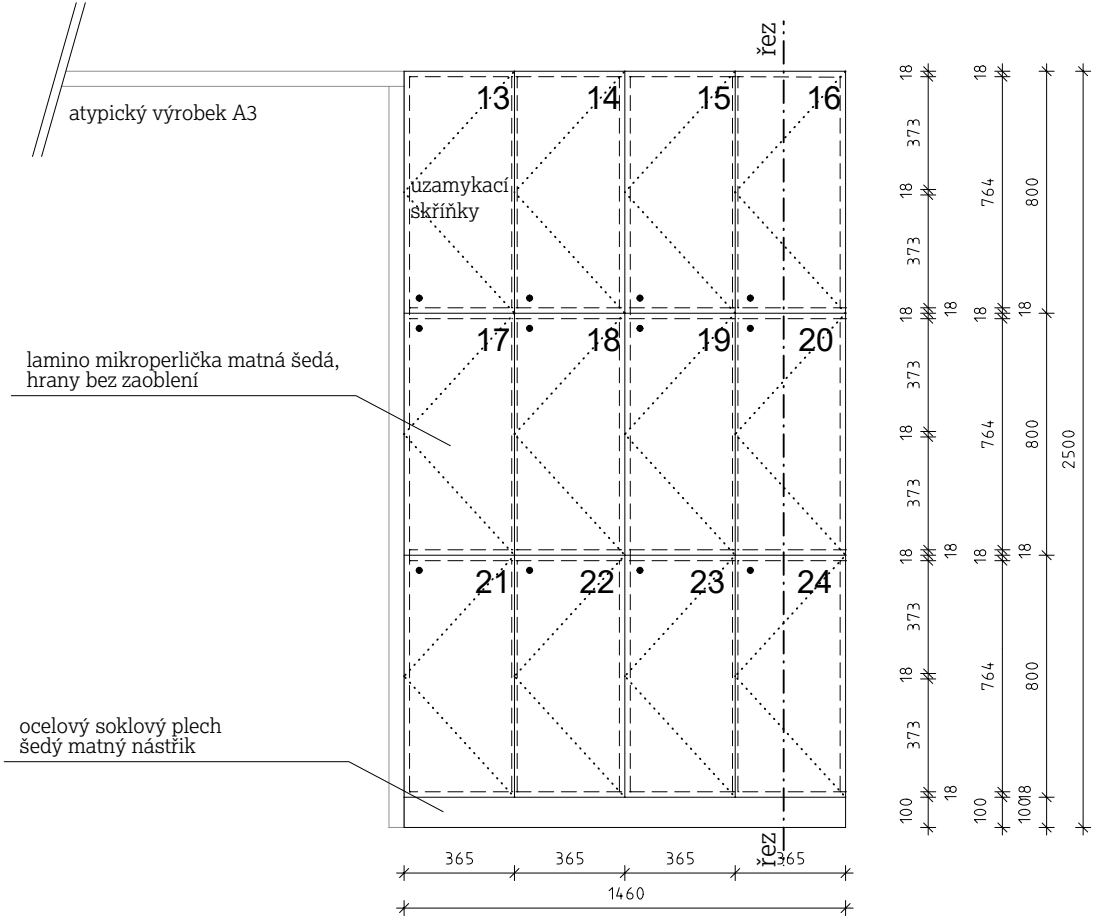 řez
atypický výrobek A3
13 14 15 16
uzamykací
skříňky
17 18 19 20
lamino mikroperlička matná šedá,
hrany bez zaoblení
21 22 23 24
ocelový soklový plech
šedý matný nástřik
řez
365 365 365 365
1460
18 373 18 373 18 373 18 373 18 373 18 373 100
18 18 18
18 764 18 764 18 764 100
800 18 800 18 800 18 100
2500